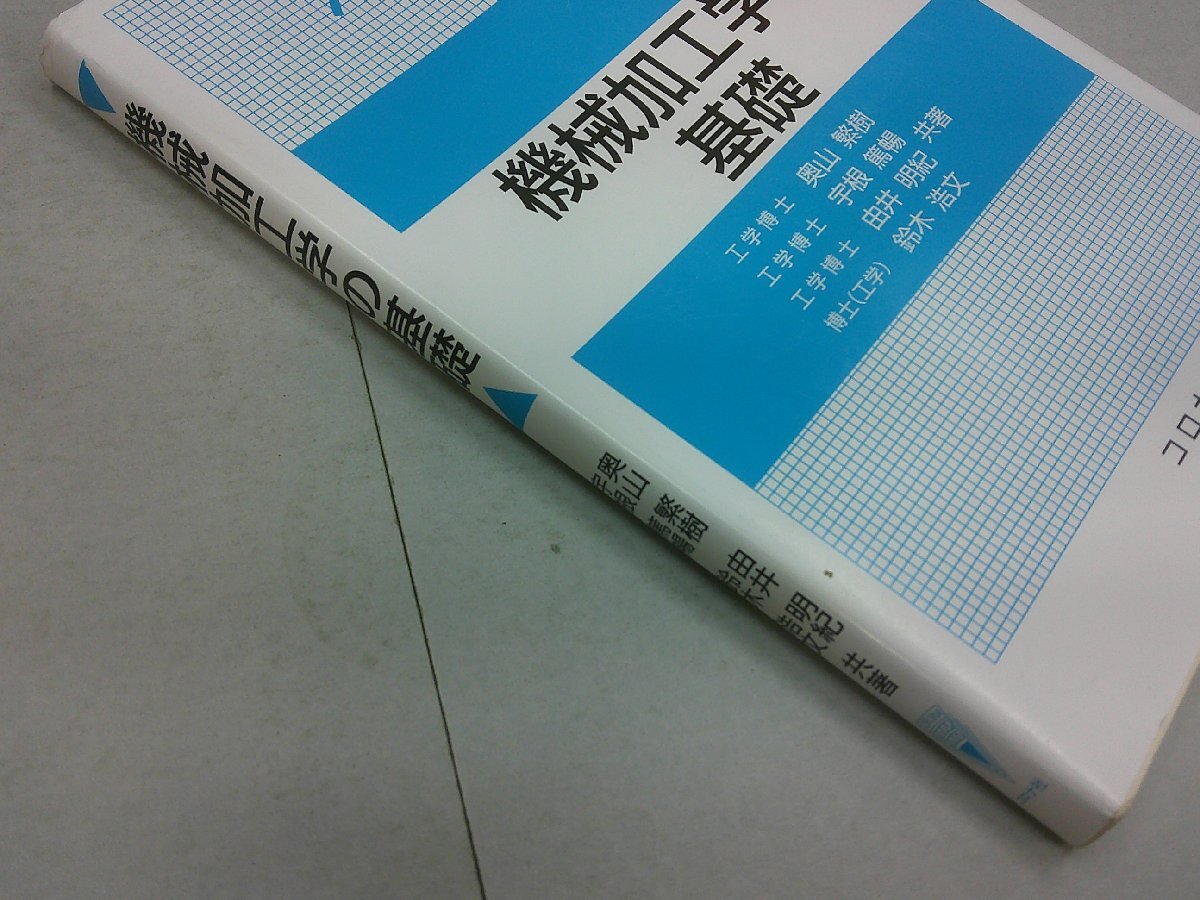 機械加工学
基礎
工学博士 奥山 繁樹
工学博士 宇根 篤暢 共著
工学博士 由井 明紀
博士(工学) 鈴木 浩文
コロ
機械加工学の基礎
奥山 繁樹 由井 明紀 共著
宇根 篤暢 鈴木 浩文